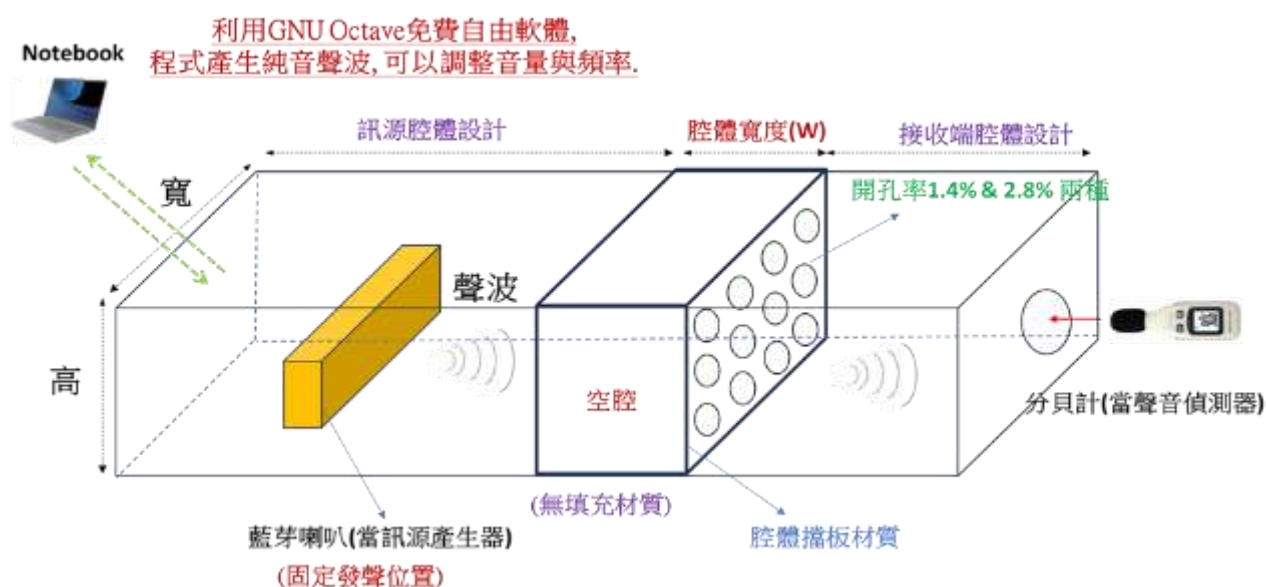 利用GNU Octave免費自由軟體,
程式產生純音聲波, 可以調整音量與頻率.
Notebook
訊源腔體設計
腔體寬度(W)
接收端腔體設計
寬
開孔率1.4% & 2.8% 兩種
聲波
高
空腔
分貝計(當聲音偵測器)
(無填充材質)
藍芽喇叭(當訊源產生器)
腔體擋板材質
(固定發聲位置)